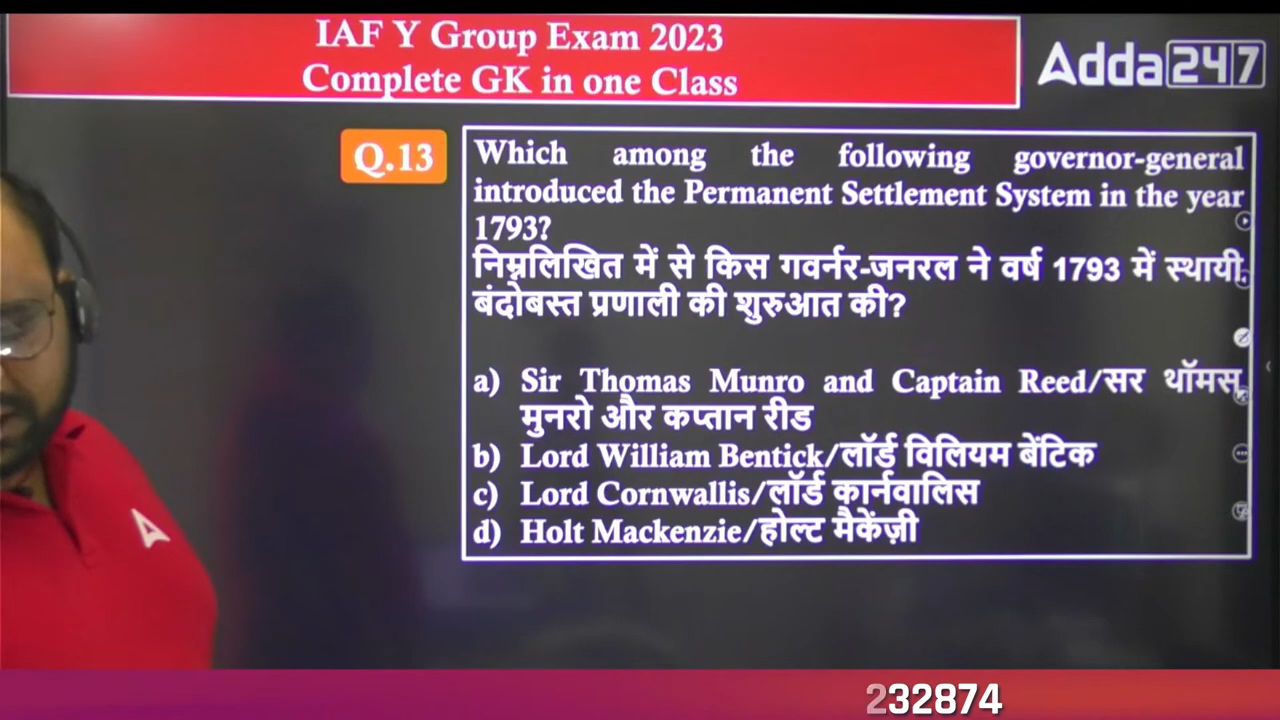 IAF Y Group Exam 2023
Complete GK in one Class
Adda247
Q.13
Which among the following governor-general
introduced the Permanent Settlement System in the year
1793?
निम्नलिखित में से किस गवर्नर-जनरल ने वर्ष 1793 में स्थायी
बंदोबस्त प्रणाली की शुरुआत की?
a) Sir Thomas Munro and Captain Reed/सर थॉमस
मुनरो और कप्तान रीड
b) Lord William Bentick/लॉर्ड विलियम बेंटिक
c) Lord Cornwallis/लॉर्ड कार्नवालिस
d) Holt Mackenzie/होल्ट मैकेंज़ी
232874